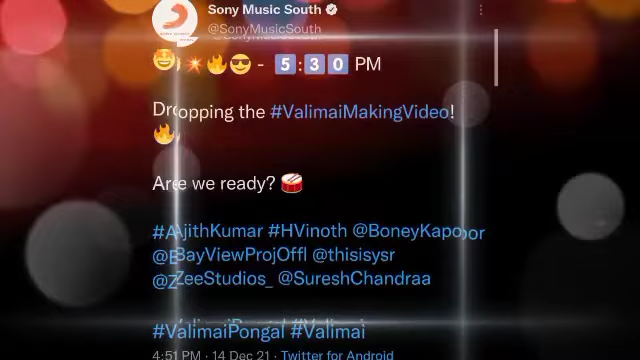 Sony Music South
@SonyMusicSouth
🤩💥🔥😎 - 5:30 PM
Dropping the #ValimaiMakingVideo!
🔥
Are we ready? 🥁
#AjithKumar #HVinoth @BoneyKapoor
@BayViewProjOffl @thisisysr
@ZeeStudios_ @SureshChandraa
#ValimaiPongal #Valimai
4:51 PM · 14 Dec 21 · Twitter for Android